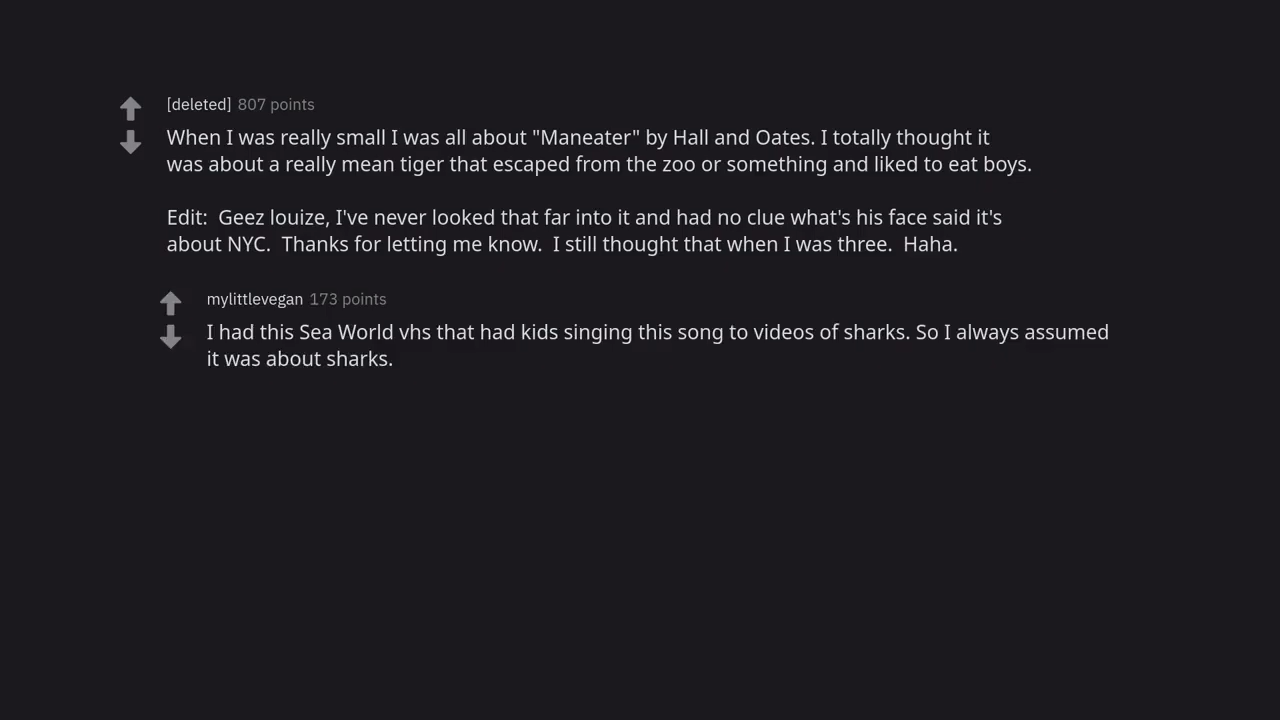 [deleted] 807 points
When I was really small I was all about "Maneater" by Hall and Oates. I totally thought it
was about a really mean tiger that escaped from the zoo or something and liked to eat boys.
Edit:  Geez louize, I've never looked that far into it and had no clue what's his face said it's
about NYC.  Thanks for letting me know.  I still thought that when I was three.  Haha.
mylittlevegan 173 points
I had this Sea World vhs that had kids singing this song to videos of sharks. So I always assumed
it was about sharks.